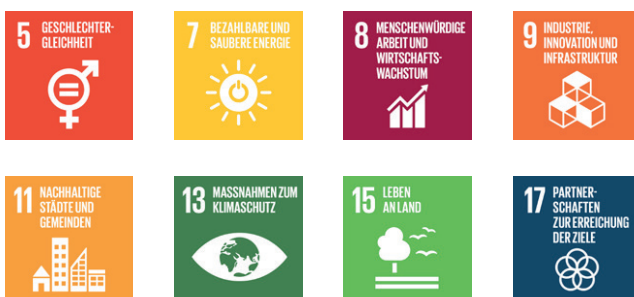 5 GESCHLECHTER-
GLEICHHEIT
7 BEZAHLBARE UND
SAUBERE ENERGIE
8 MENSCHENWÜRDIGE
ARBEIT UND
WIRTSCHAFTS-
WACHSTUM
9 INDUSTRIE,
INNOVATION UND
INFRASTRUKTUR
11 NACHHALTIGE
STÄDTE UND
GEMEINDEN
13 MASSNAHMEN ZUM
KLIMASCHUTZ
15 LEBEN
AN LAND
17 PARTNER-
SCHAFTEN
ZUR ERREICHUNG
DER ZIELE